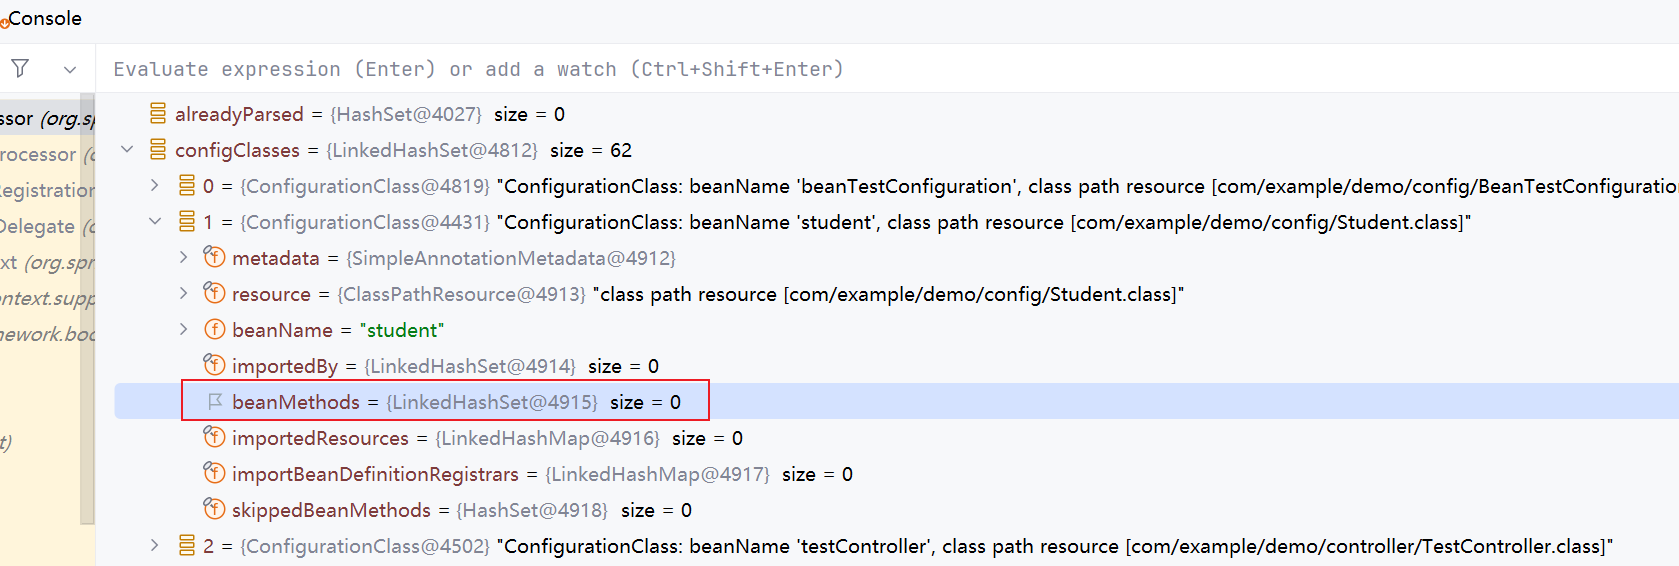 Console
Evaluate expression (Enter) or add a watch (Ctrl+Shift+Enter)
ssor (org.sp
alreadyParsed = {HashSet@4027} size = 0
rocessor (c
configClasses = {LinkedHashSet@4812} size = 62
Registration
0 = {ConfigurationClass@4819} "ConfigurationClass: beanName 'beanTestConfiguration', class path resource [com/example/demo/config/BeanTestConfiguratio
Delegate (c
1 = {ConfigurationClass@4431} "ConfigurationClass: beanName 'student', class path resource [com/example/demo/config/Student.class]"
xt (org.spr
metadata = {SimpleAnnotationMetadata@4912}
ontext.supp
resource = {ClassPathResource@4913} "class path resource [com/example/demo/config/Student.class]"
nework.boo
beanName = "student"
importedBy = {LinkedHashSet@4914} size = 0
beanMethods = {LinkedHashSet@4915} size = 0
t)
importedResources = {LinkedHashMap@4916} size = 0
importBeanDefinitionRegistrars = {LinkedHashMap@4917} size = 0
skippedBeanMethods = {HashSet@4918} size = 0
2 = {ConfigurationClass@4502} "ConfigurationClass: beanName 'testController', class path resource [com/example/demo/controller/TestController.class]"